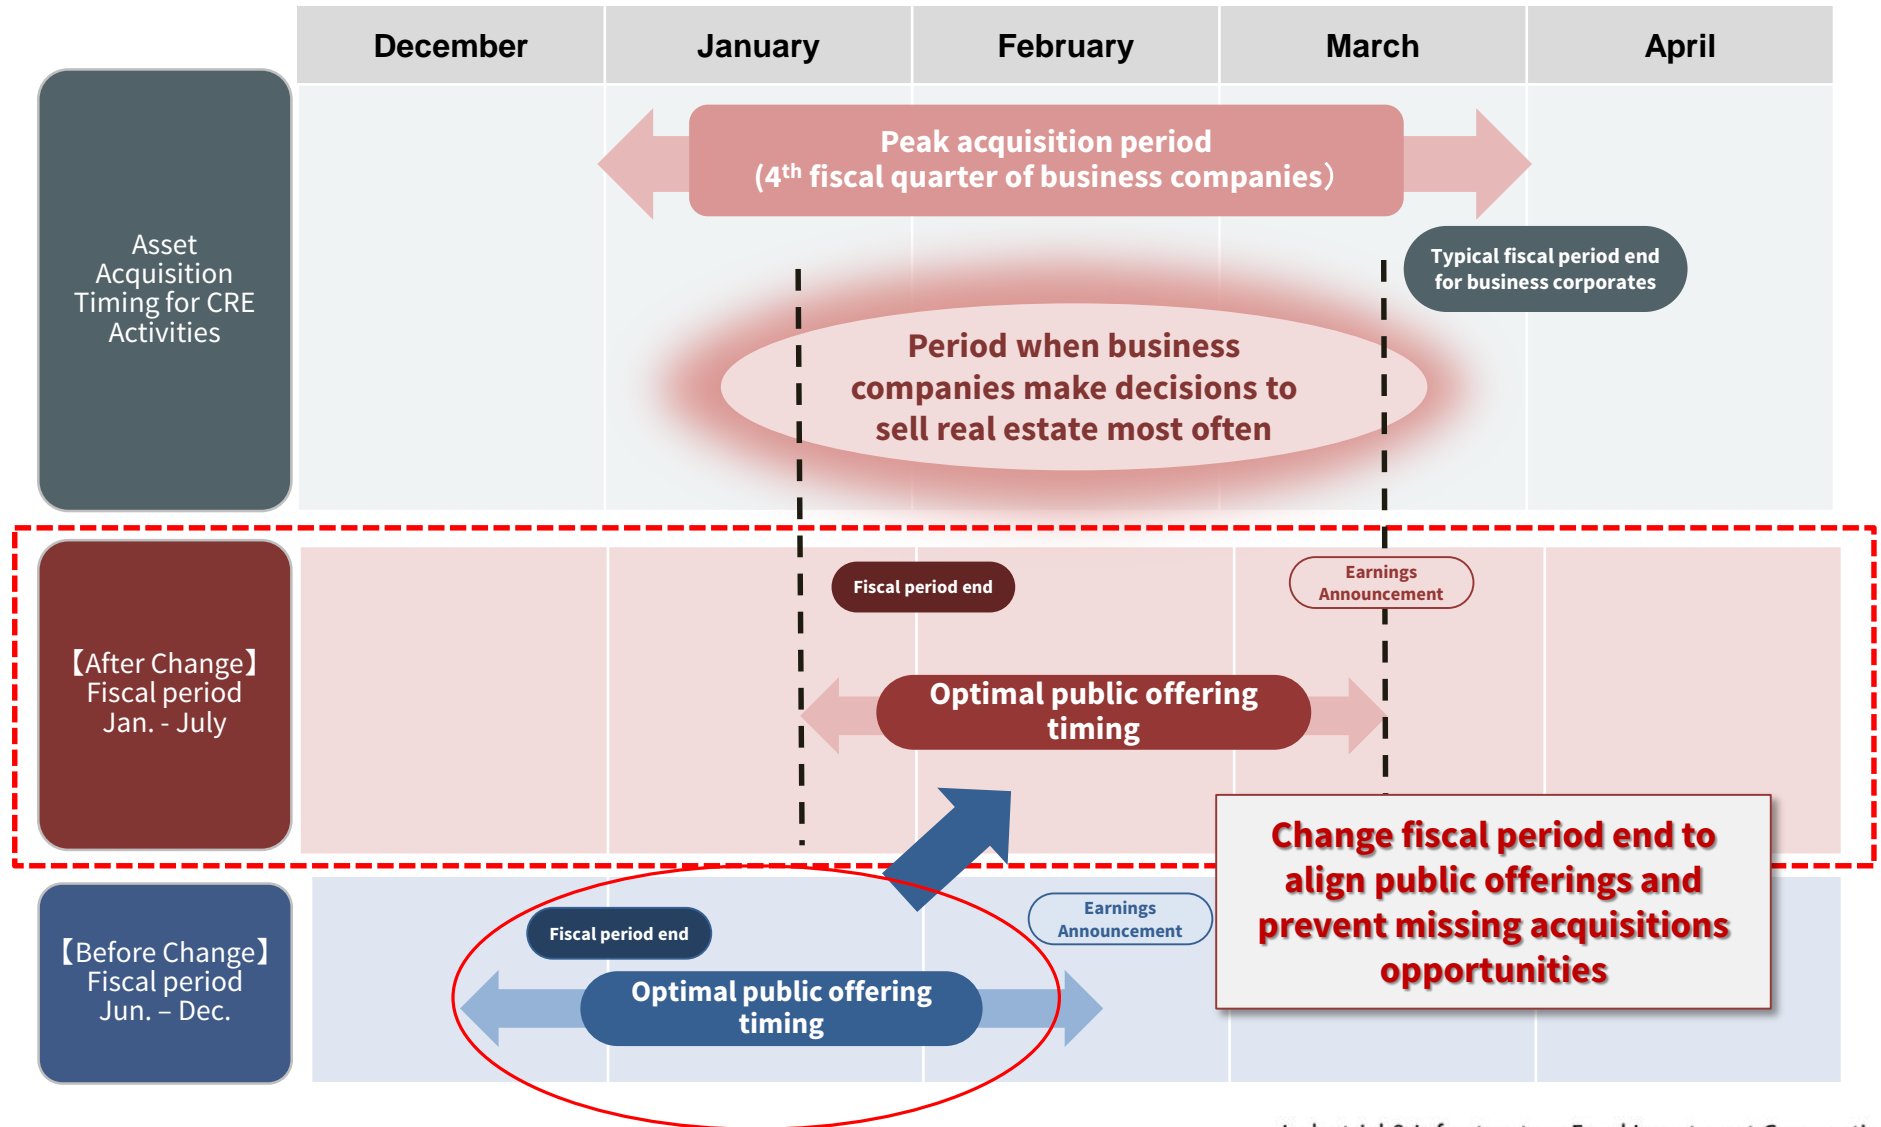 December
January
February
March
April
Asset
Acquisition
Timing for CRE
Activities
Peak acquisition period
(4th fiscal quarter of business companies）
Typical fiscal period end
for business corporates
Period when business
companies make decisions to
sell real estate most often
【After Change】
Fiscal period
Jan. - July
Fiscal period end
Earnings
Announcement
Optimal public offering
timing
Change fiscal period end to
align public offerings and
prevent missing acquisitions
opportunities
【Before Change】
Fiscal period
Jun. – Dec.
Fiscal period end
Earnings
Announcement
Optimal public offering
timing